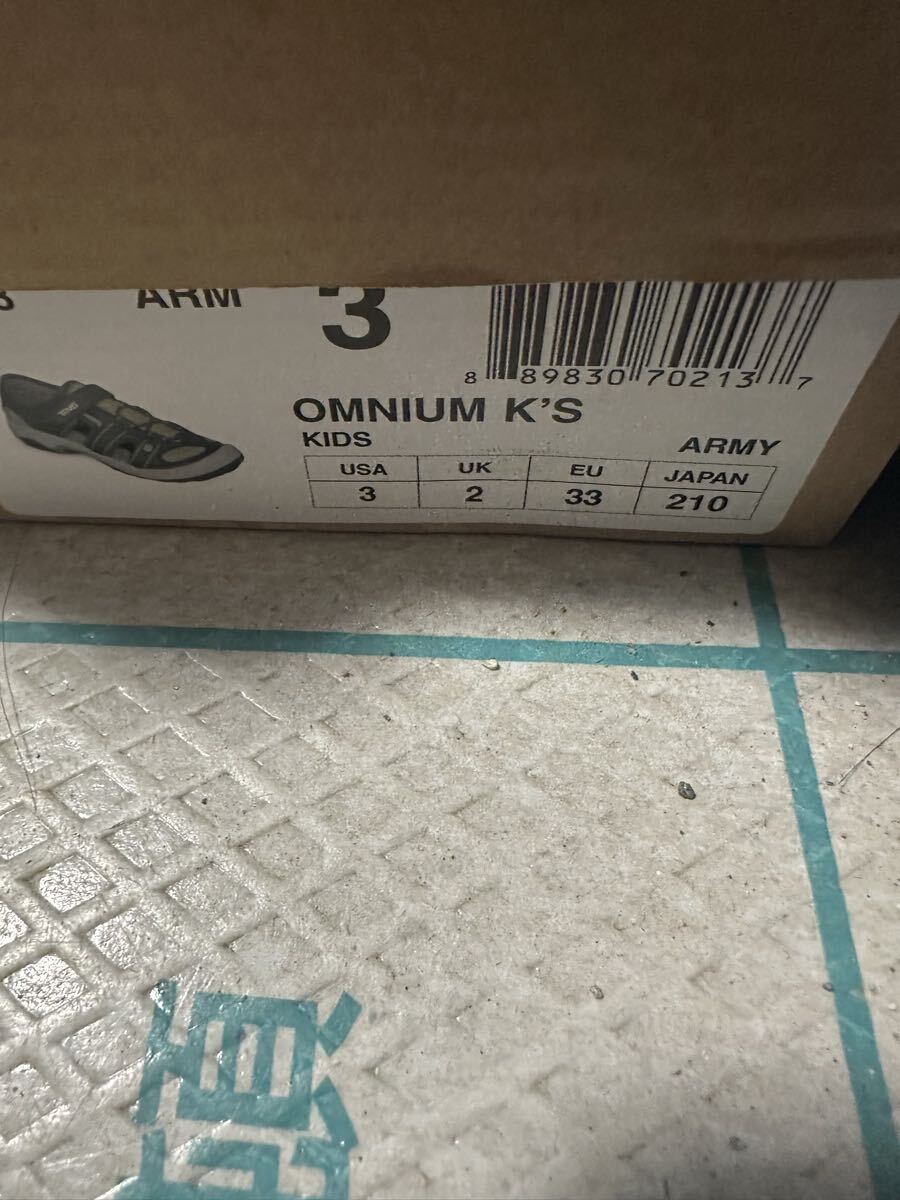 ARM 3
8 89830 70213 7
OMNIUM K'S
KIDS
ARMY
USA UK EU JAPAN
3 2 33 210